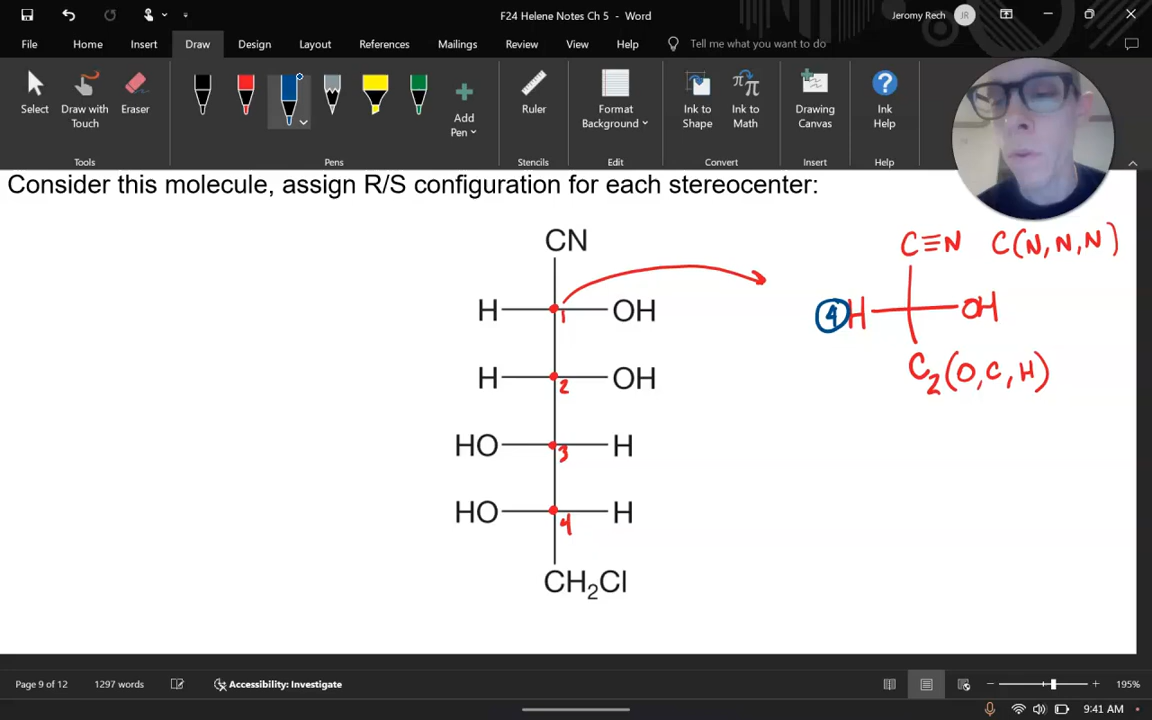 F24 Helene Notes Ch 5 - Word
Jeromy Rech JR
File Home Insert Draw Design Layout References Mailings Review View Help Tell me what you want to do
Select Draw with Touch Eraser Add Pen Ruler Format Background Ink to Shape Ink to Math Drawing Canvas Ink Help
Tools Pens Stencils Edit Convert Insert Help
Consider this molecule, assign R/S configuration for each stereocenter:
CN C≡N C(N,N,N)
H 1 OH 4 H OH
H 2 OH C₂(O,C,H)
HO 3 H
HO 4 H
CH₂Cl
Page 9 of 12 1297 words Accessibility: Investigate 195%
9:41 AM